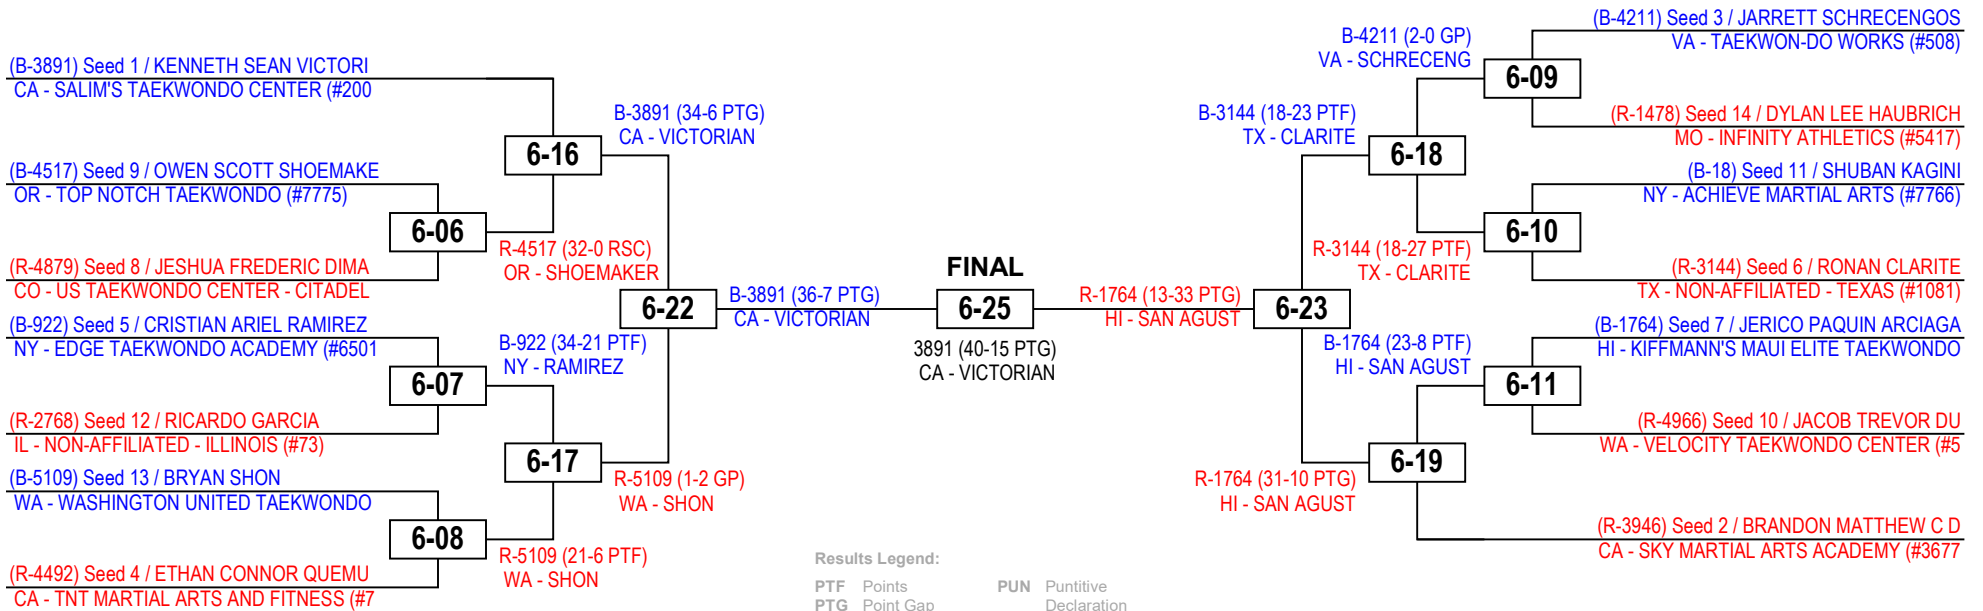 (B-3891) Seed 1 / KENNETH SEAN VICTORI
CA - SALIM'S TAEKWONDO CENTER (#200
(B-4517) Seed 9 / OWEN SCOTT SHOEMAKE
OR - TOP NOTCH TAEKWONDO (#7775)
(R-4879) Seed 8 / JESHUA FREDERIC DIMA
CO - US TAEKWONDO CENTER - CITADEL
(B-922) Seed 5 / CRISTIAN ARIEL RAMIREZ
NY - EDGE TAEKWONDO ACADEMY (#6501
(R-2768) Seed 12 / RICARDO GARCIA
IL - NON-AFFILIATED - ILLINOIS (#73)
(B-5109) Seed 13 / BRYAN SHON
WA - WASHINGTON UNITED TAEKWONDO
(R-4492) Seed 4 / ETHAN CONNOR QUEMU
CA - TNT MARTIAL ARTS AND FITNESS (#7
6-06
6-07
6-08
6-16
R-4517 (32-0 RSC)
OR - SHOEMAKER
B-922 (34-21 PTF)
NY - RAMIREZ
6-17
R-5109 (21-6 PTF)
WA - SHON
B-3891 (34-6 PTG)
CA - VICTORIAN
6-22
R-5109 (1-2 GP)
WA - SHON
B-3891 (36-7 PTG)
CA - VICTORIAN
FINAL
6-25
3891 (40-15 PTG)
CA - VICTORIAN
R-1764 (13-33 PTG)
HI - SAN AGUST
6-23
B-3144 (18-23 PTF)
TX - CLARITE
R-1764 (31-10 PTG)
HI - SAN AGUST
B-4211 (2-0 GP)
VA - SCHRECENG
6-18
R-3144 (18-27 PTF)
TX - CLARITE
B-1764 (23-8 PTF)
HI - SAN AGUST
6-19
6-09
6-10
6-11
(B-4211) Seed 3 / JARRETT SCHRECENGOS
VA - TAEKWON-DO WORKS (#508)
(R-1478) Seed 14 / DYLAN LEE HAUBRICH
MO - INFINITY ATHLETICS (#5417)
(B-18) Seed 11 / SHUBAN KAGINI
NY - ACHIEVE MARTIAL ARTS (#7766)
(R-3144) Seed 6 / RONAN CLARITE
TX - NON-AFFILIATED - TEXAS (#1081)
(B-1764) Seed 7 / JERICO PAQUIN ARCIAGA
HI - KIFFMANN'S MAUI ELITE TAEKWONDO
(R-4966) Seed 10 / JACOB TREVOR DU
WA - VELOCITY TAEKWONDO CENTER (#5
(R-3946) Seed 2 / BRANDON MATTHEW C D
CA - SKY MARTIAL ARTS ACADEMY (#3677
Results Legend:
PTF Points PUN Puntitive
PTG Point Gap Declaration